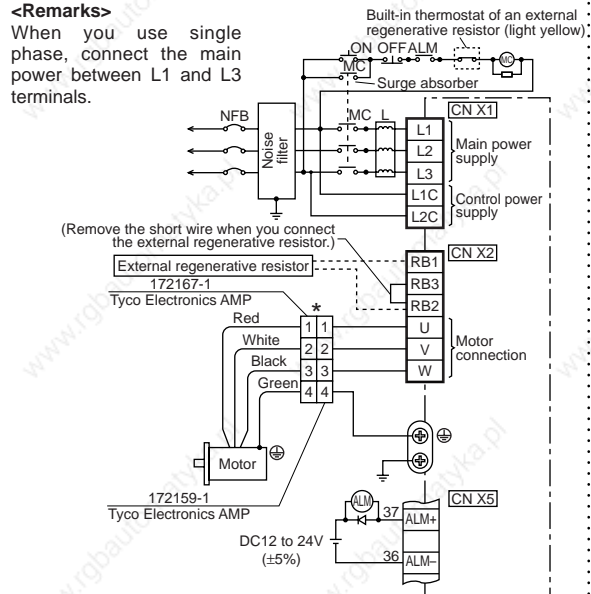 <Remarks>
When you use single
phase, connect the main
power between L1 and L3
terminals.
Built-in thermostat of an external
regenerative resistor (light yellow)
ON OFF ALM
MC
MC
Surge absorber
CN X1
NFB
MC L
Noise
filter
L1
L2
L3
L1C
L2C
Main power
supply
Control power
supply
(Remove the short wire when you connect
the external regenerative resistor.)
CN X2
External regenerative resistor
RB1
RB3
RB2
U
V
W
Motor
connection
172167-1
Tyco Electronics AMP
*
Red
White
Black
Green
1 1
2 2
3 3
4 4
Motor
172159-1
Tyco Electronics AMP
CN X5
ALM
37
ALM+
DC12 to 24V
(±5%)
36
ALM–
www.rgbautomatyka.pl